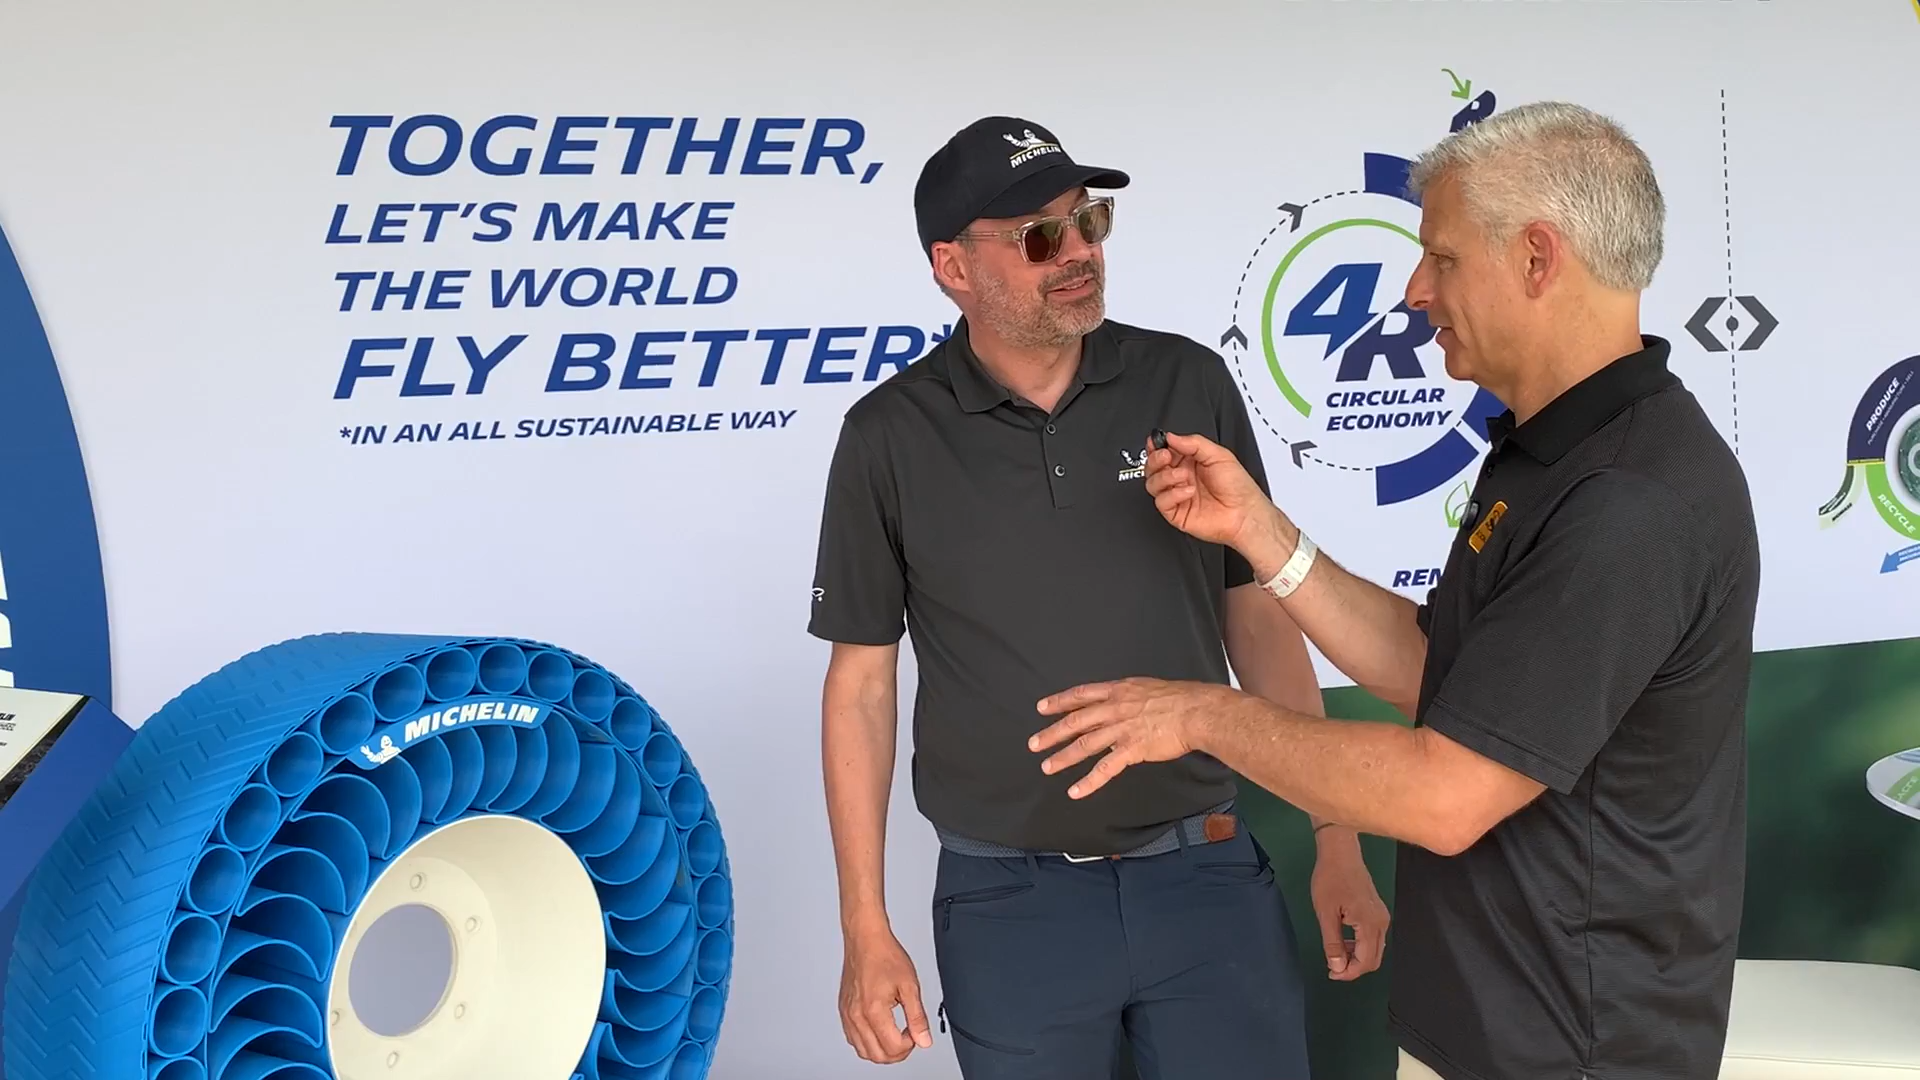 TOGETHER,
LET'S MAKE
THE WORLD
FLY BETTER*
*IN AN ALL SUSTAINABLE WAY
MICHELIN
4R
CIRCULAR
ECONOMY
PRODUCE
RECYCLE
MICHELIN